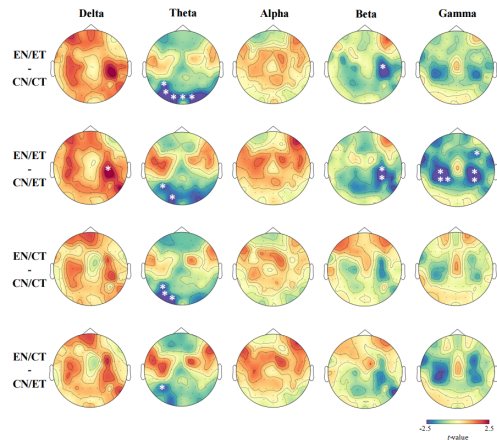 Delta Theta Alpha Beta Gamma
EN/ET
-
CN/CT
EN/ET
-
CN/ET
EN/CT
-
CN/CT
EN/CT
-
CN/ET
-2.5 2.5
t-value